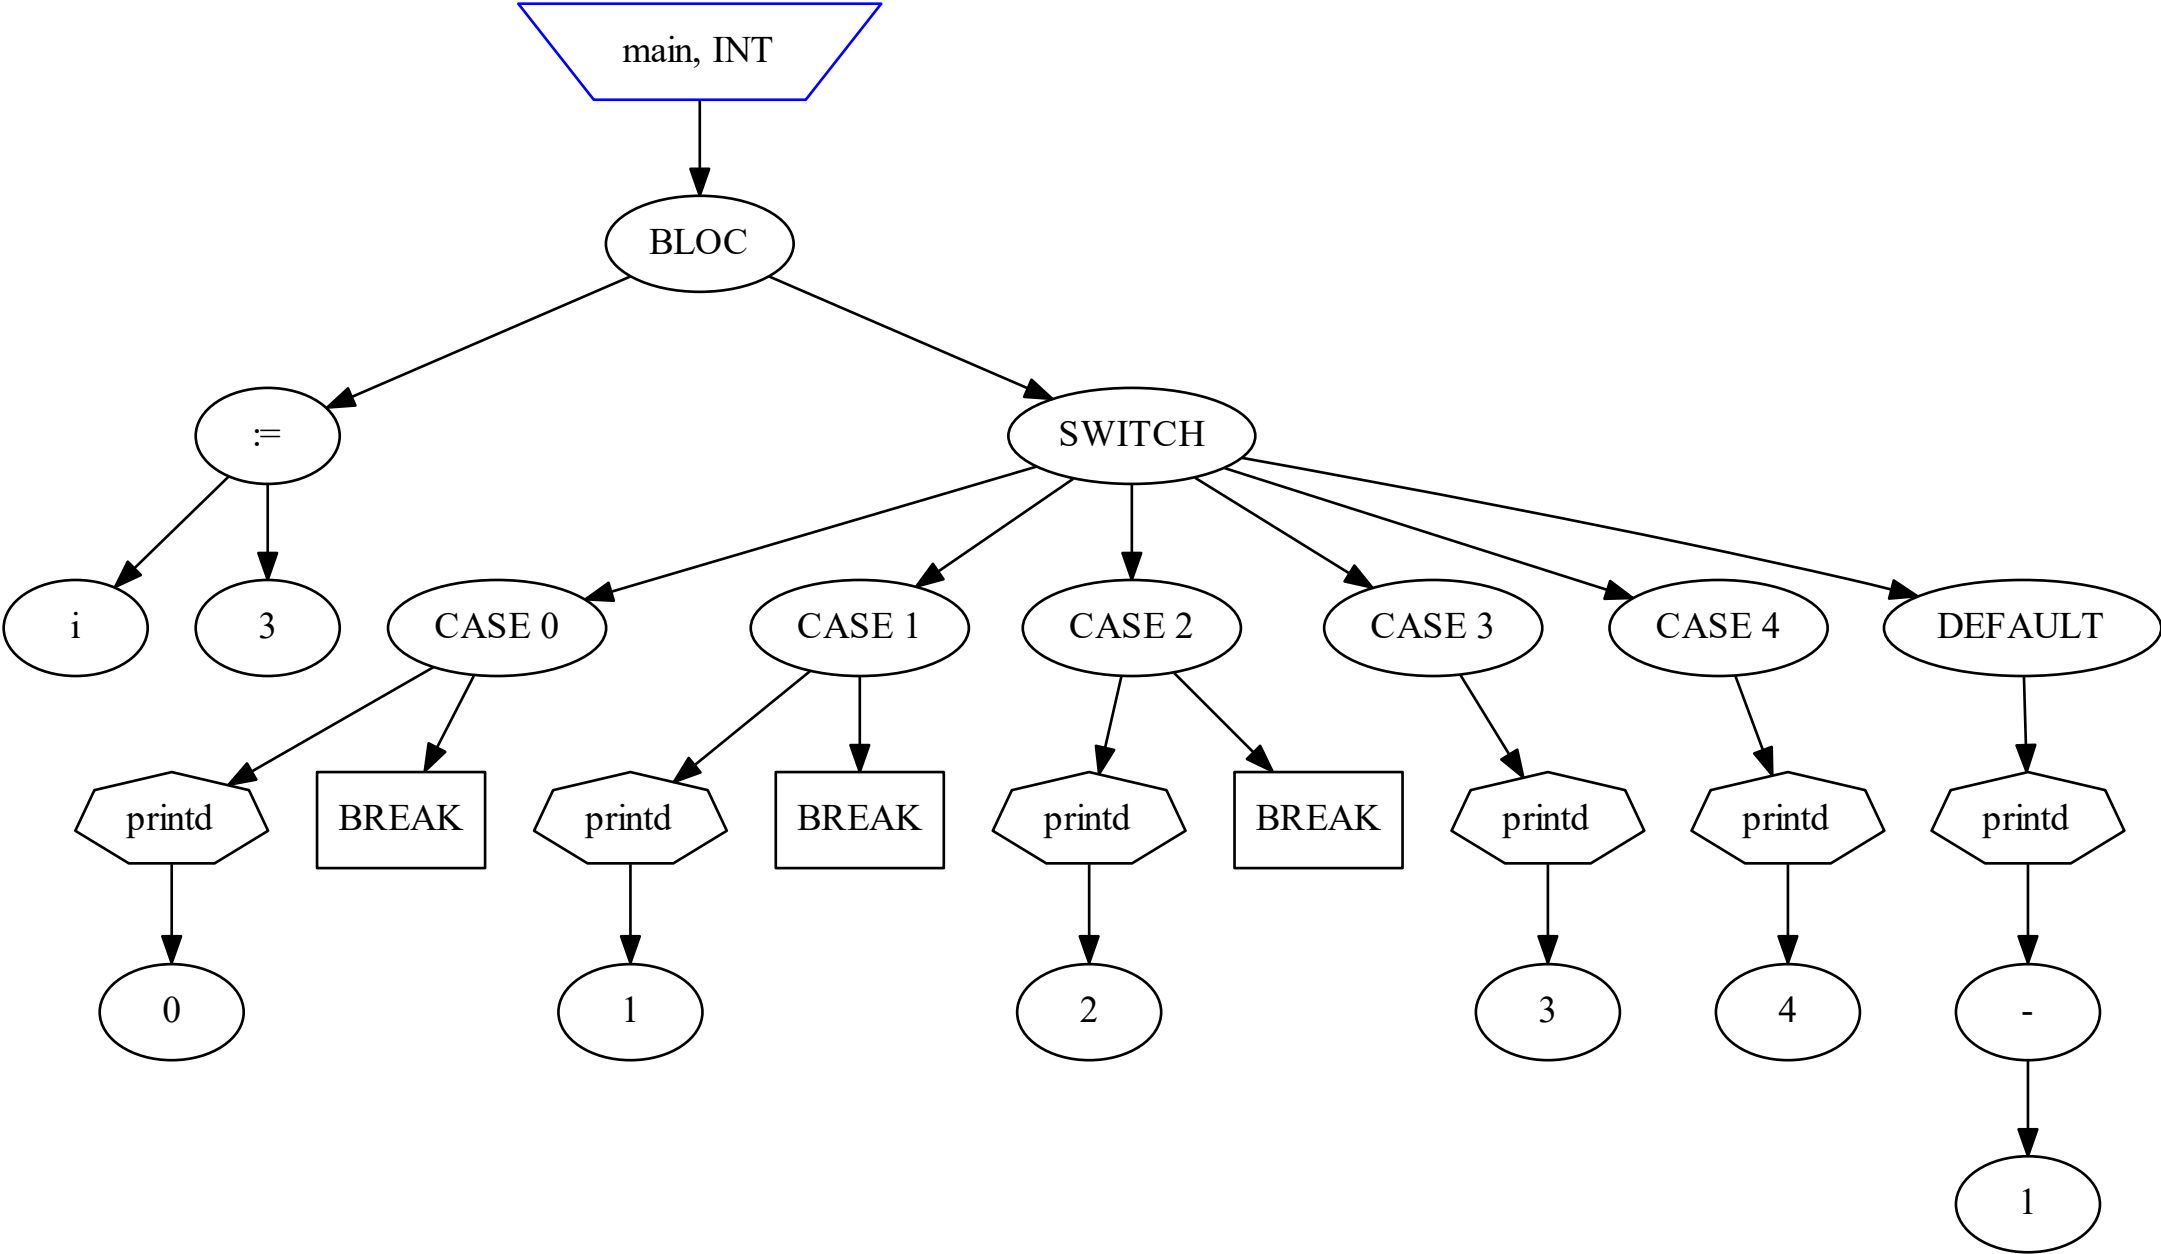 main, INT
BLOC
:=
SWITCH
i
3
CASE 0
CASE 1
CASE 2
CASE 3
CASE 4
DEFAULT
printd
BREAK
printd
BREAK
printd
BREAK
printd
printd
printd
0
1
2
3
4
-
1